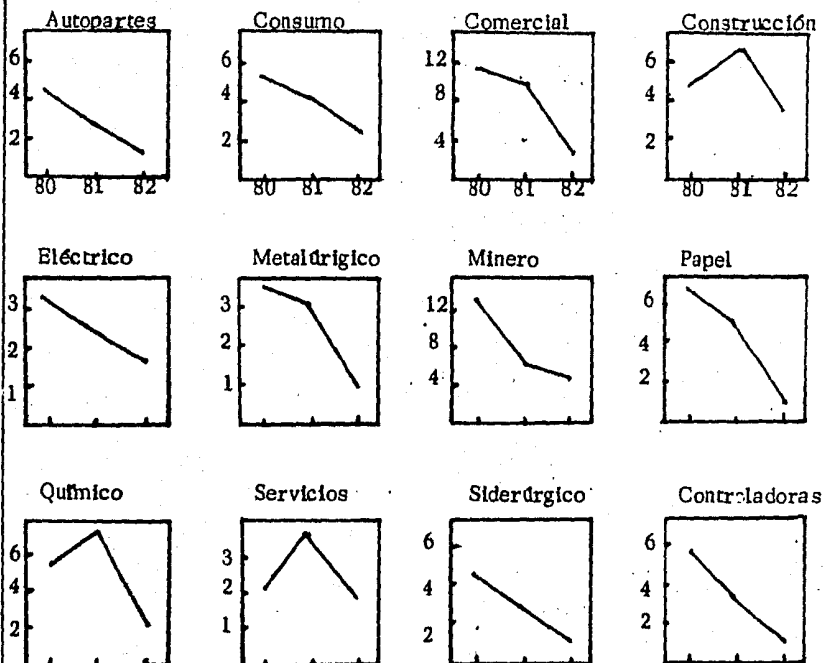 Autopartes Consumo Comercial Construcción
6 6 12 6
4 4 8 4
2 2 4 2
80 81 82 80 81 82 80 81 82 80 81 82
Eléctrico Metalúrigico Minero Papel
3 3 12 6
2 2 8 4
1 1 4 2
Químico Servicios Siderúrgico Controladoras
6 3 6 6
4 2 4 4
2 1 2 2